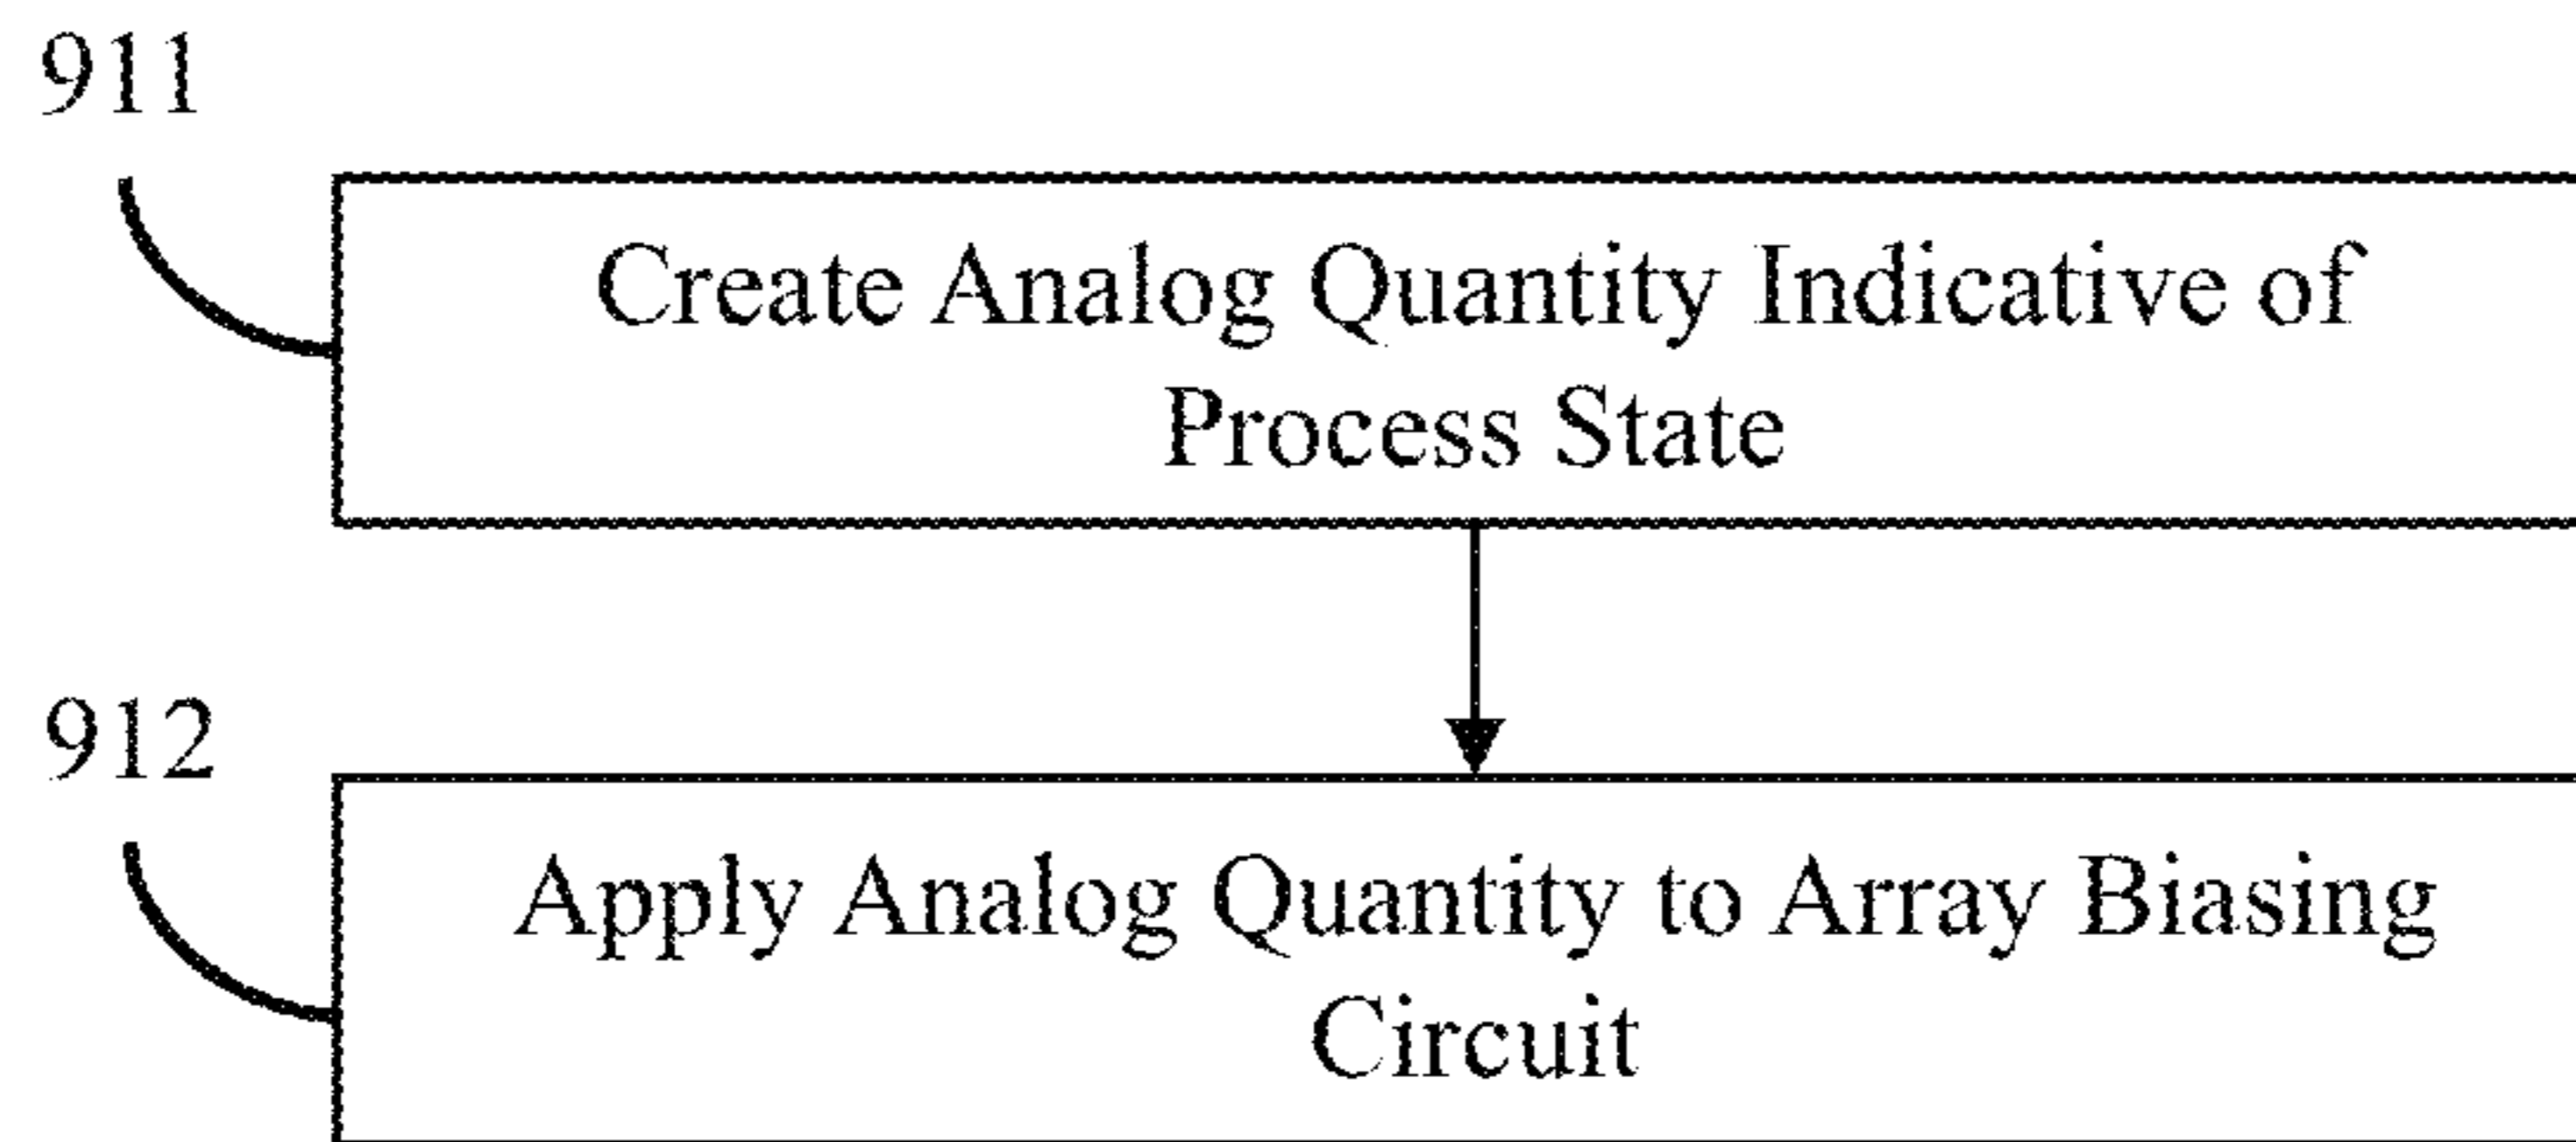 911
Create Analog Quantity Indicative of
Process State
912
Apply Analog Quantity to Array Biasing
Circuit